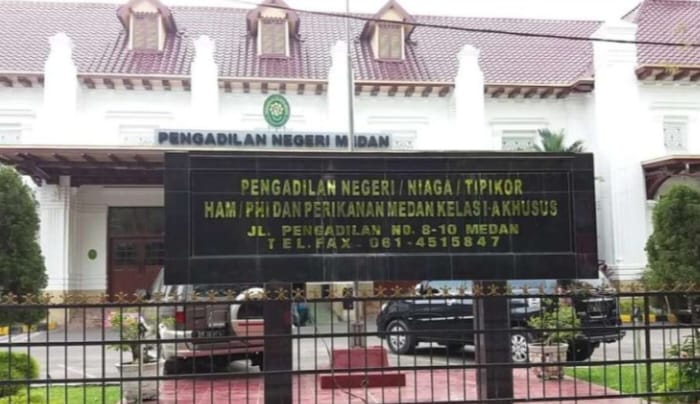 PENGADILAN NEGERI MEDAN
PENGADILAN NEGERI / NIAGA / TIPIKOR
HAM / PHI DAN PERIKANAN MEDAN KELAS I-A KHUSUS
JL. PENGADILAN NO. 8-10 MEDAN
TEL.FAX. 061-4515847